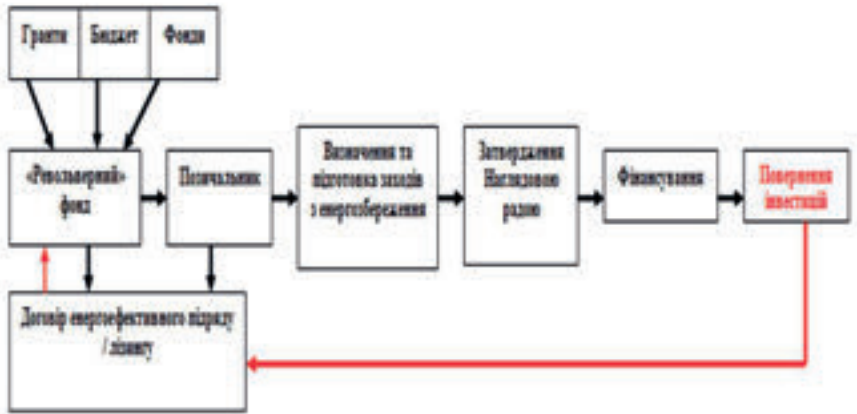 Гранти Бюджет Фонди
«Револьверний»
фонд
Позичальник
Визначення та
підготовка заходів
з енергозбереження
Затвердження
Наглядовою
радою
Фінансування
Повернення
інвестицій
Договір енергоефективного підряду
/ лізингу